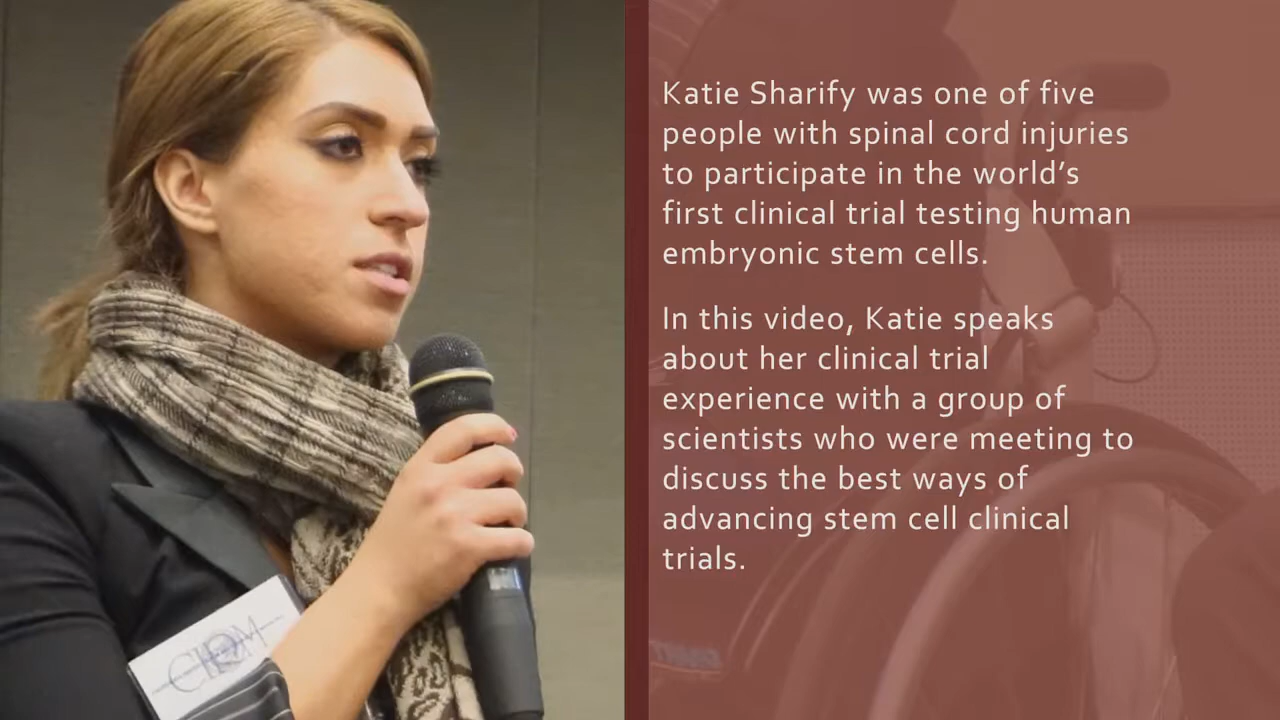 Katie Sharify was one of five
people with spinal cord injuries
to participate in the world's
first clinical trial testing human
embryonic stem cells.
In this video, Katie speaks
about her clinical trial
experience with a group of
scientists who were meeting to
discuss the best ways of
advancing stem cell clinical
trials.